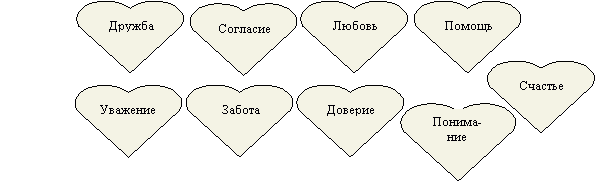 Дружба
Согласие
Любовь
Помощь
Счастье
Уважение
Забота
Доверие
Понима-
ние